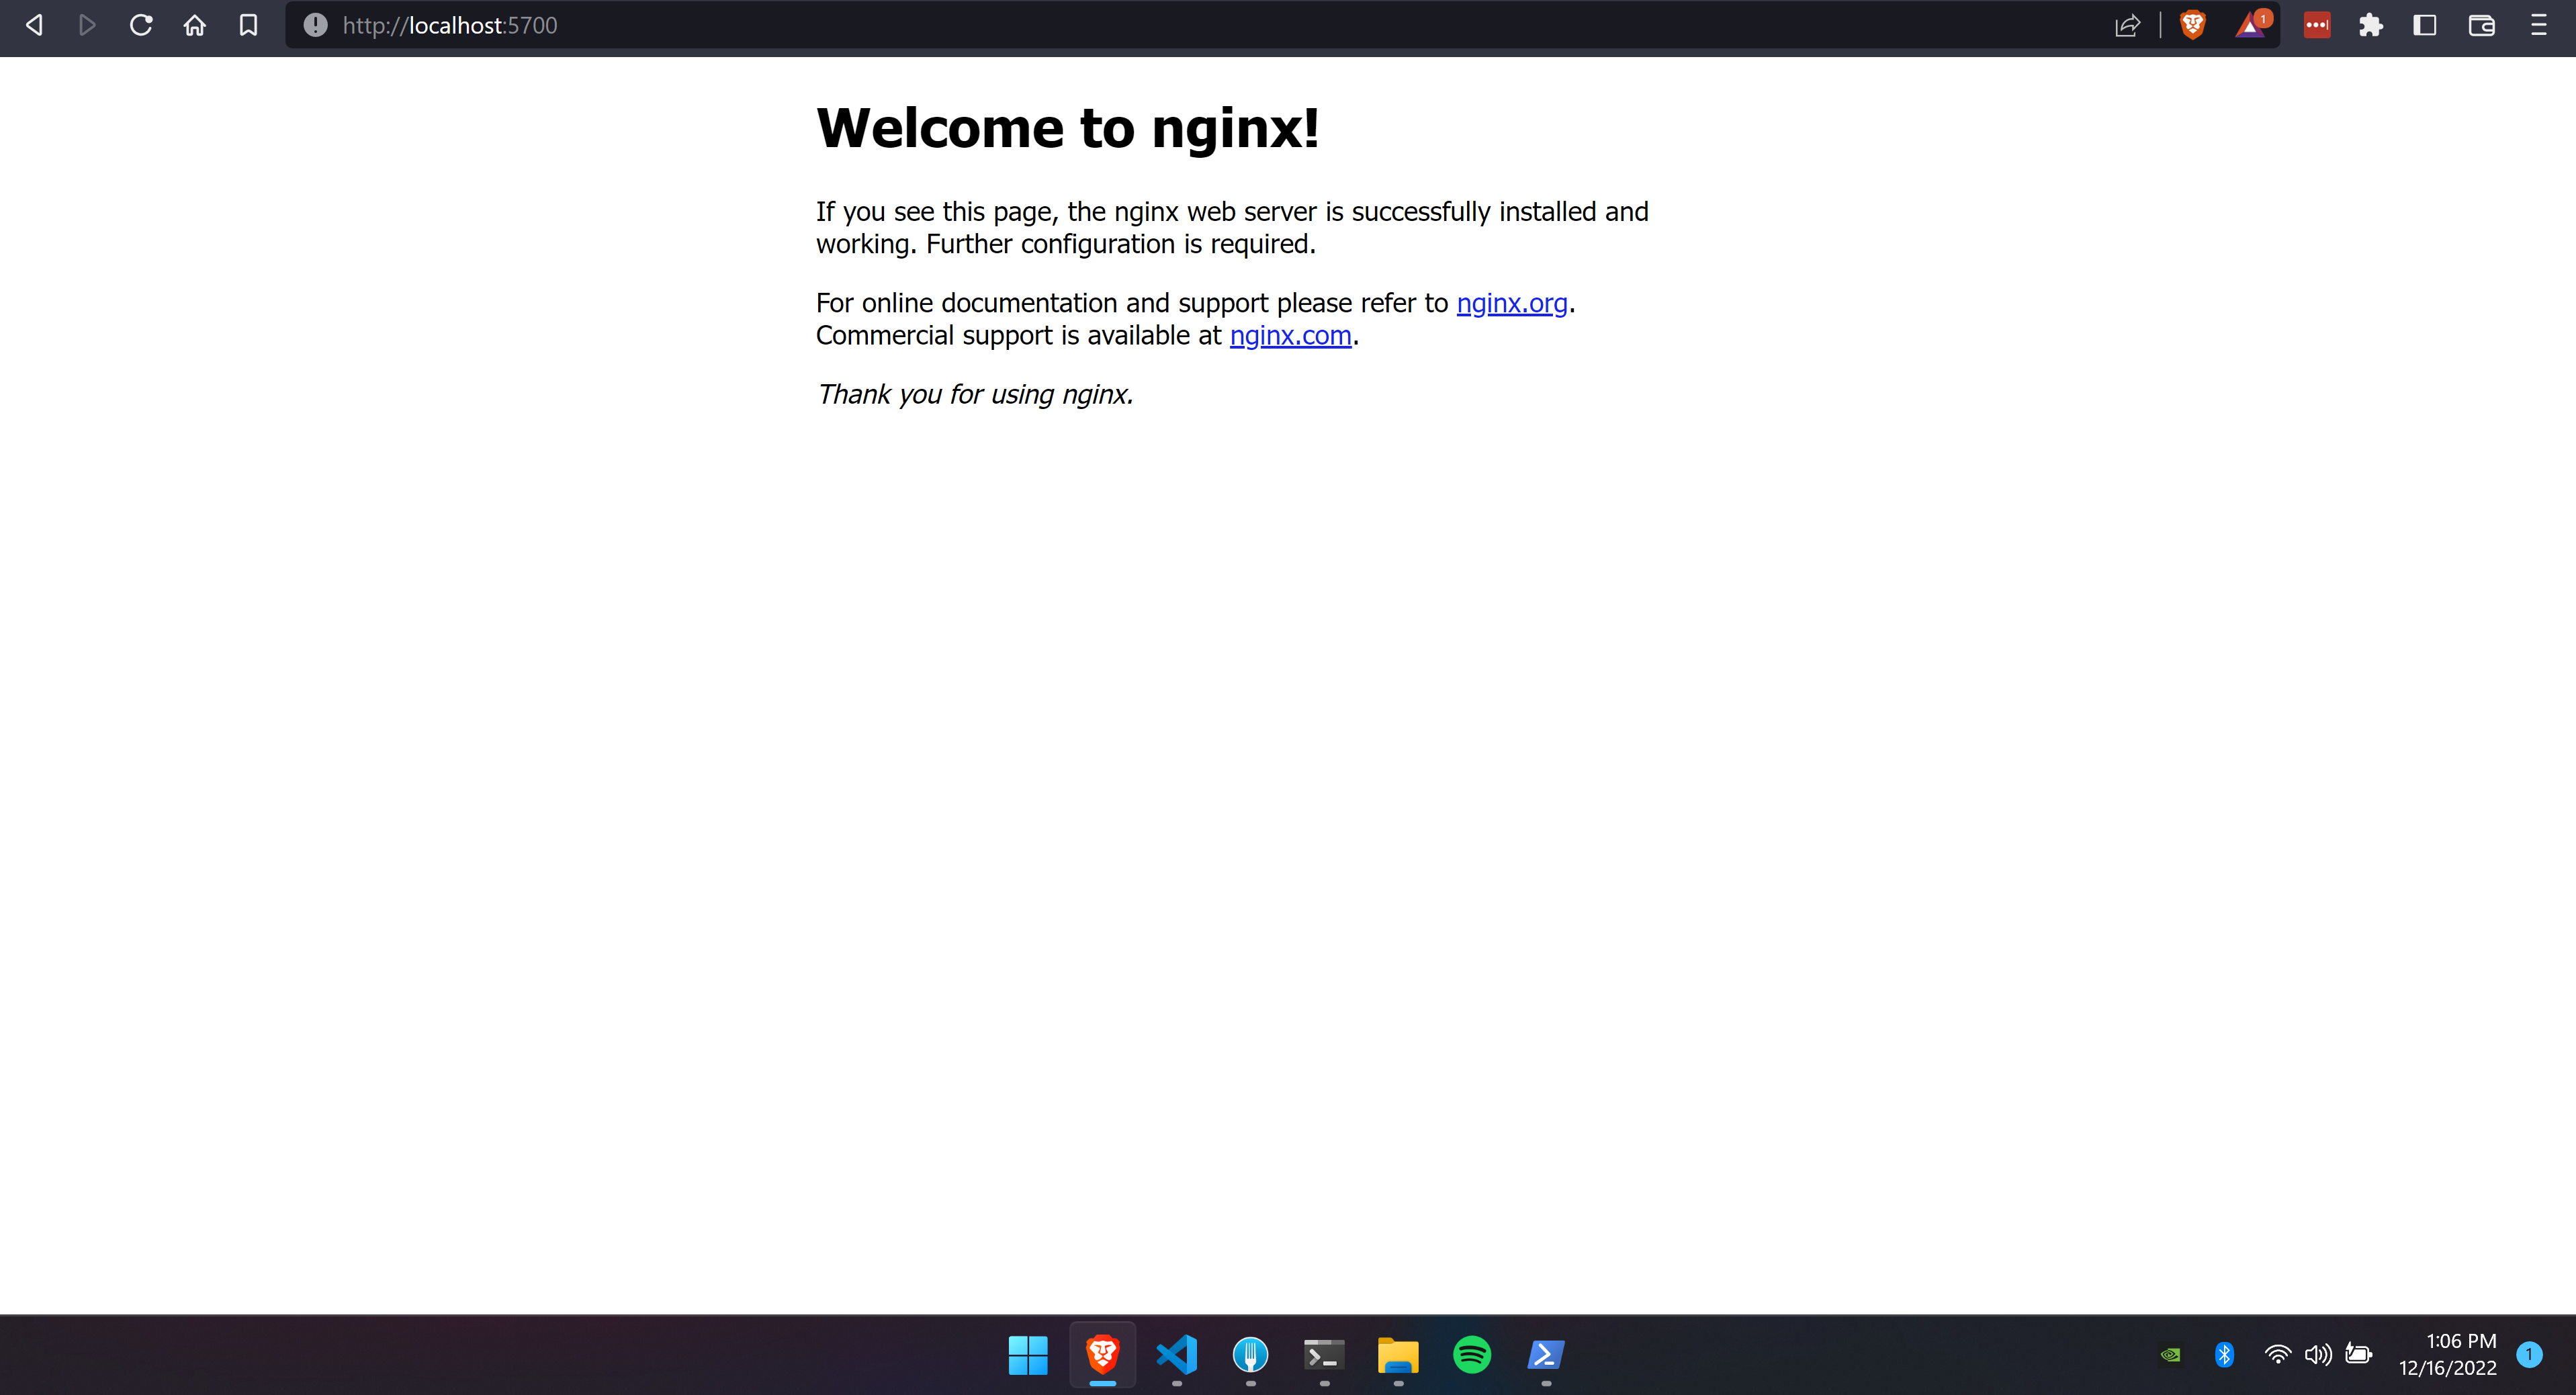 http://localhost:5700
1
Welcome to nginx!
If you see this page, the nginx web server is successfully installed and
working. Further configuration is required.
For online documentation and support please refer to nginx.org.
Commercial support is available at nginx.com.
Thank you for using nginx.
1:06 PM
12/16/2022
1